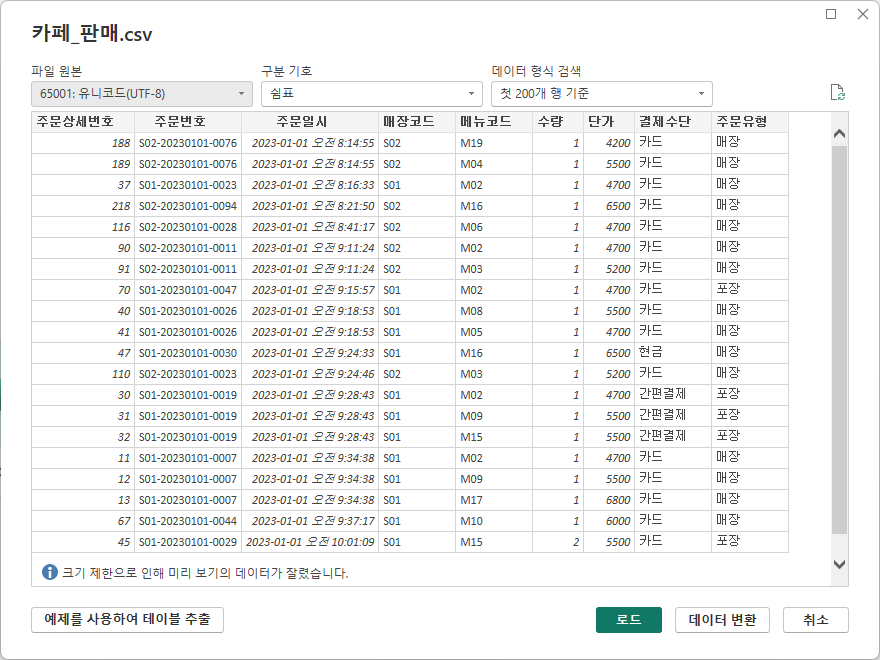 카페_판매.csv
파일 원본 구분 기호 데이터 형식 검색
65001: 유니코드(UTF-8) 쉼표 첫 200개 행 기준
주문상세번호 주문번호 주문일시 매장코드 메뉴코드 수량 단가 결제수단 주문유형
188 S02-20230101-0076 2023-01-01 오전 8:14:55 S02 M19 1 4200 카드 매장
189 S02-20230101-0076 2023-01-01 오전 8:14:55 S02 M04 1 5500 카드 매장
37 S01-20230101-0023 2023-01-01 오전 8:16:33 S01 M02 1 4700 카드 매장
218 S02-20230101-0094 2023-01-01 오전 8:21:50 S02 M16 1 6500 카드 매장
116 S02-20230101-0028 2023-01-01 오전 8:41:17 S02 M06 1 4700 카드 매장
90 S02-20230101-0011 2023-01-01 오전 9:11:24 S02 M02 1 4700 카드 매장
91 S02-20230101-0011 2023-01-01 오전 9:11:24 S02 M03 1 5200 카드 매장
70 S01-20230101-0047 2023-01-01 오전 9:15:57 S01 M02 1 4700 카드 포장
40 S01-20230101-0026 2023-01-01 오전 9:18:53 S01 M08 1 5500 카드 매장
41 S01-20230101-0026 2023-01-01 오전 9:18:53 S01 M05 1 4700 카드 매장
47 S01-20230101-0030 2023-01-01 오전 9:24:33 S01 M16 1 6500 현금 매장
110 S02-20230101-0023 2023-01-01 오전 9:24:46 S02 M03 1 5200 카드 매장
30 S01-20230101-0019 2023-01-01 오전 9:28:43 S01 M02 1 4700 간편결제 포장
31 S01-20230101-0019 2023-01-01 오전 9:28:43 S01 M09 1 5500 간편결제 포장
32 S01-20230101-0019 2023-01-01 오전 9:28:43 S01 M15 1 5500 간편결제 포장
11 S01-20230101-0007 2023-01-01 오전 9:34:38 S01 M02 1 4700 카드 매장
12 S01-20230101-0007 2023-01-01 오전 9:34:38 S01 M09 1 5500 카드 매장
13 S01-20230101-0007 2023-01-01 오전 9:34:38 S01 M17 1 6800 카드 매장
67 S01-20230101-0044 2023-01-01 오전 9:37:17 S01 M10 1 6000 카드 매장
45 S01-20230101-0029 2023-01-01 오전 10:01:09 S01 M15 2 5500 카드 포장
크기 제한으로 인해 미리 보기의 데이터가 잘렸습니다.
예제를 사용하여 테이블 추출 로드 데이터 변환 취소